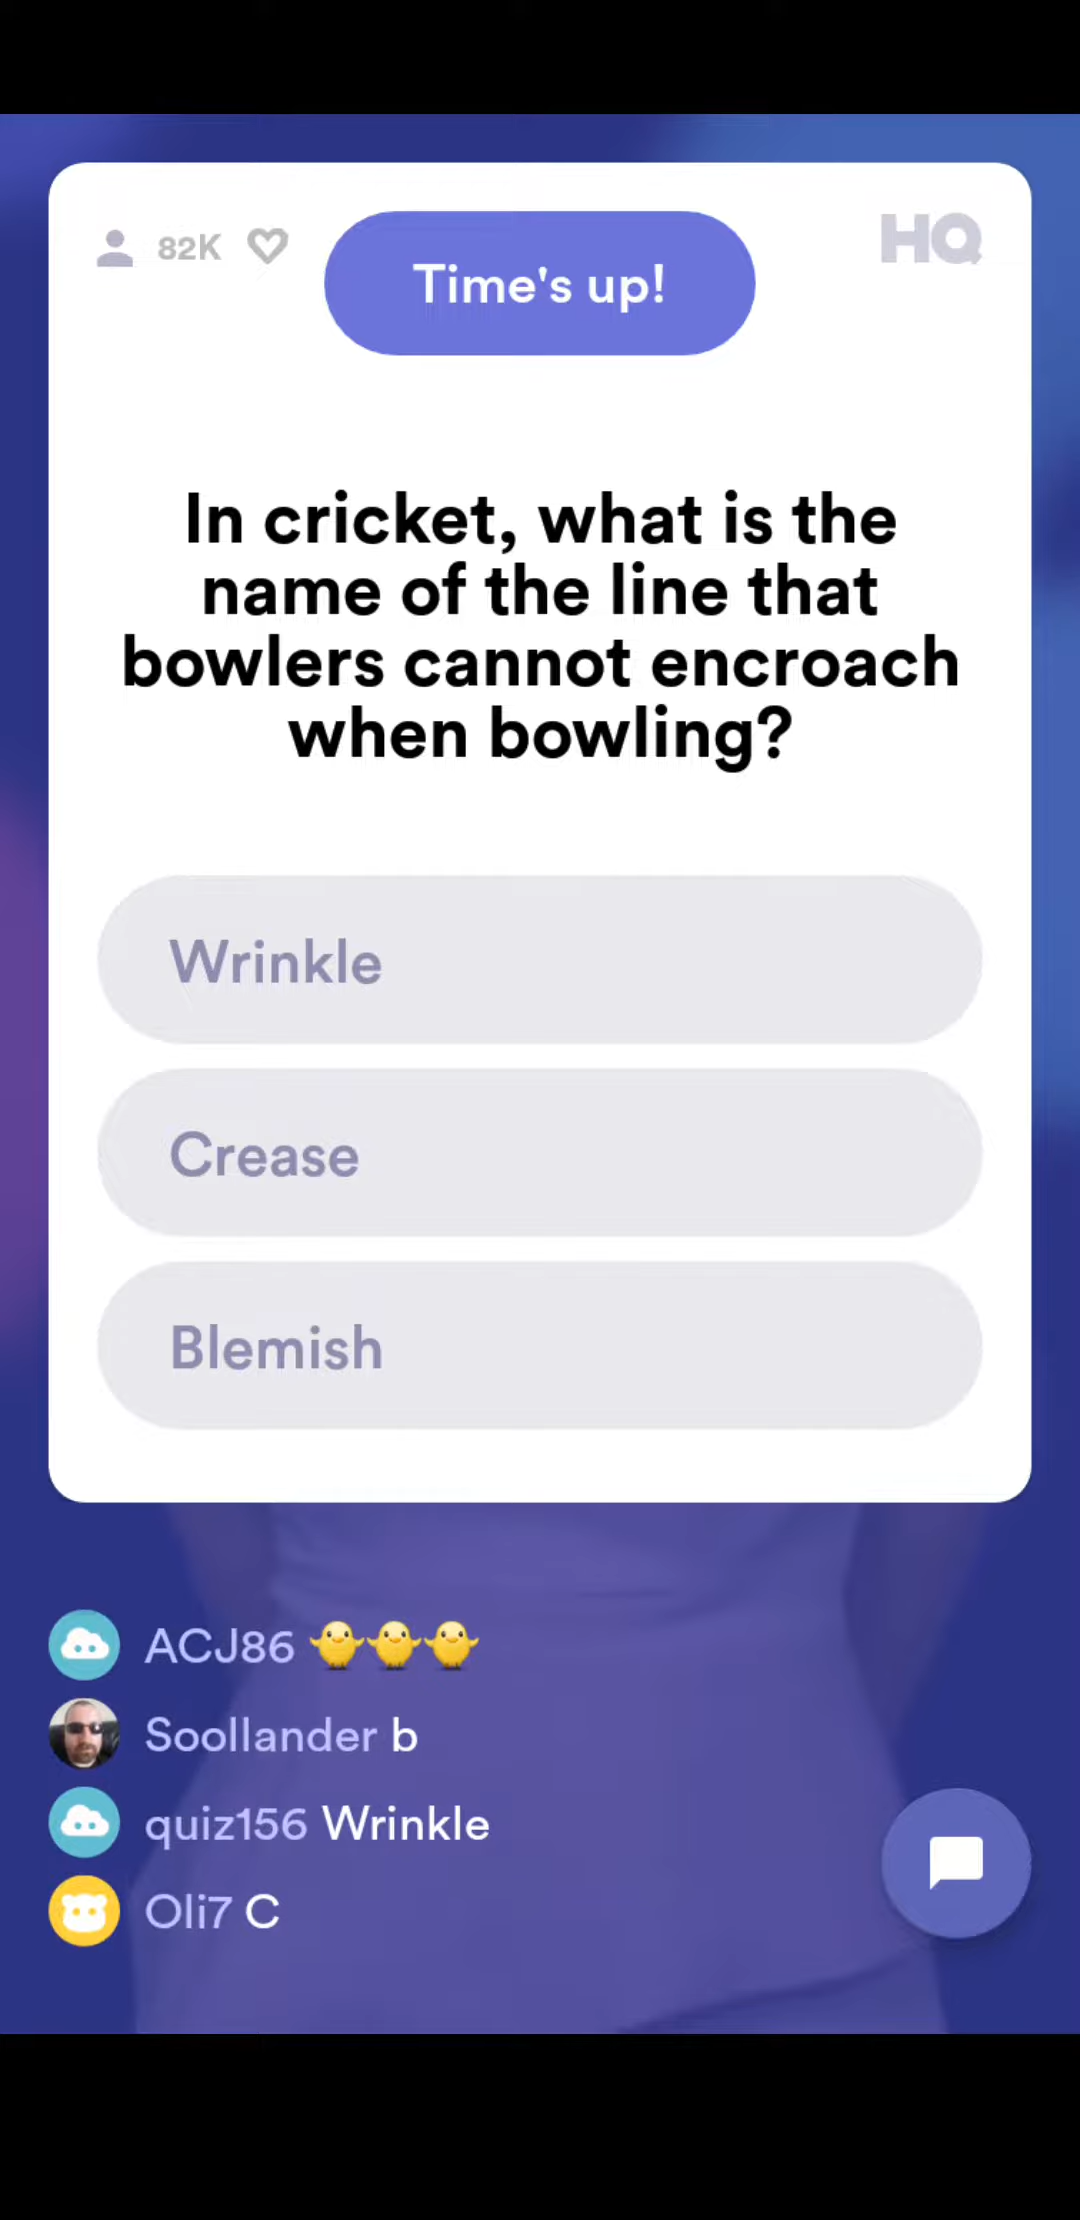 82K
Time's up!
HQ
In cricket, what is the
name of the line that
bowlers cannot encroach
when bowling?
Wrinkle
Crease
Blemish
ACJ86 🐥🐥🐥
Soollander b
quiz156 Wrinkle
Oli7 C